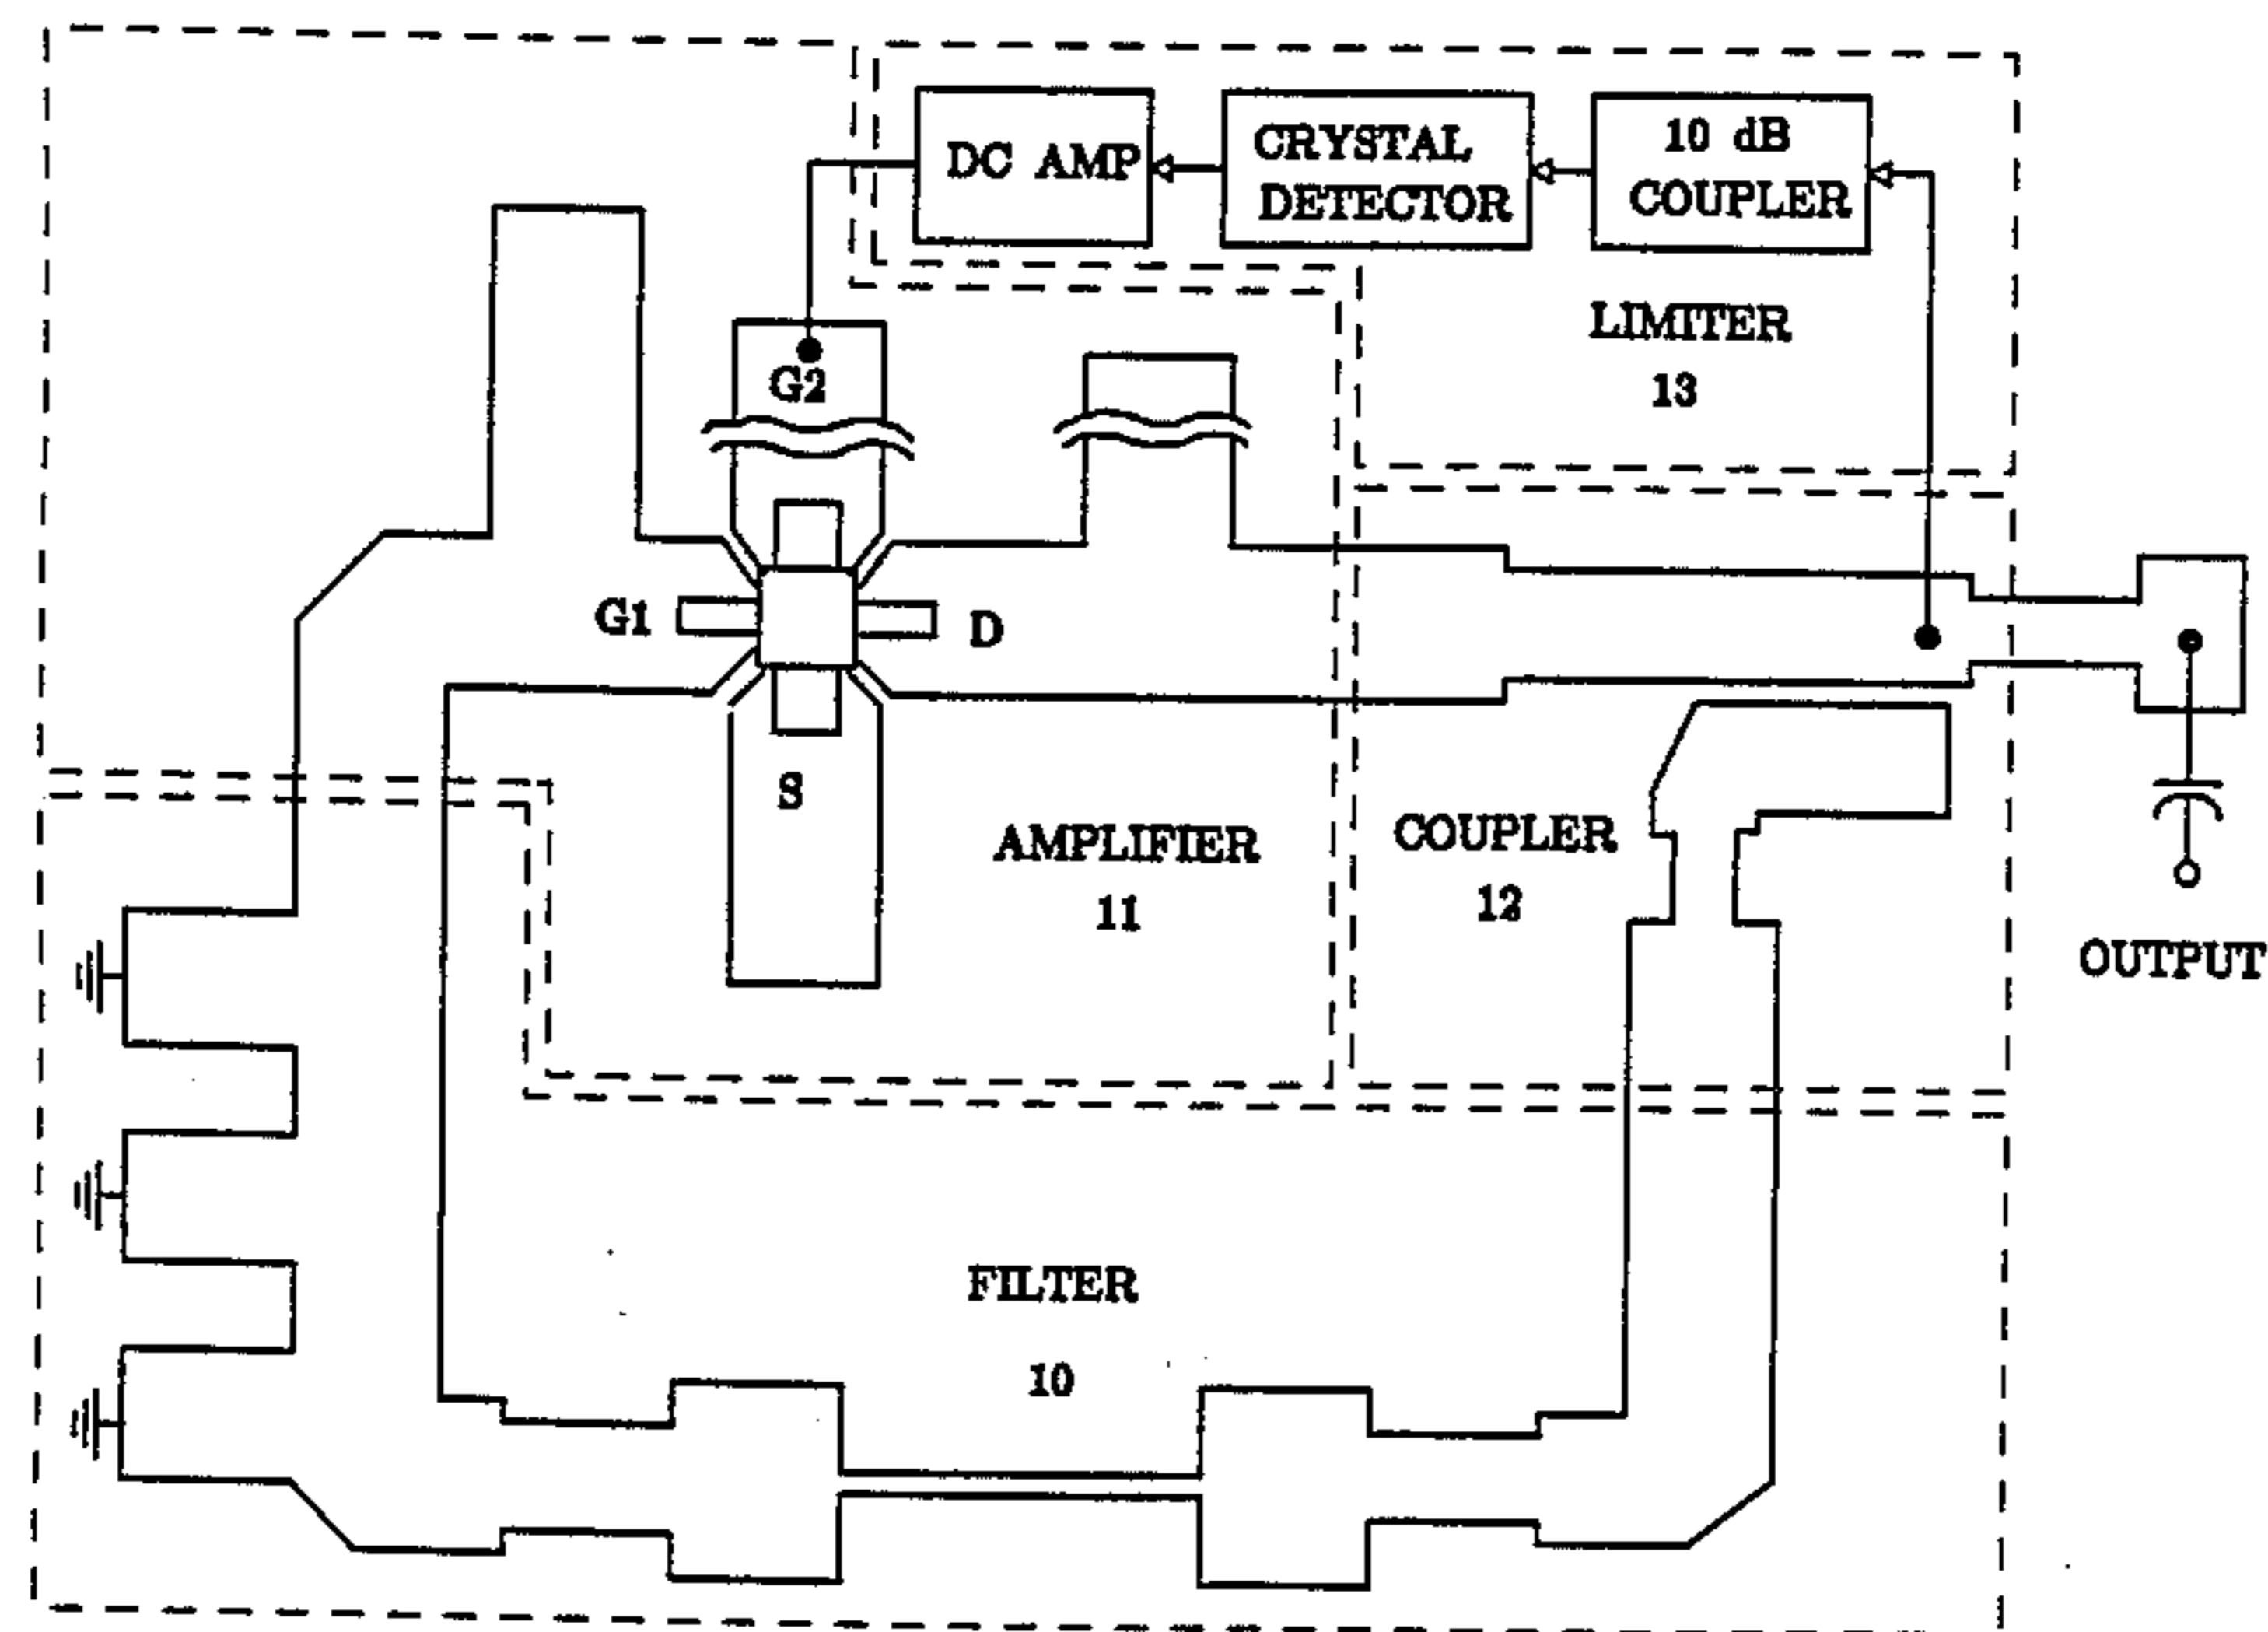 DC AMP
CRYSTAL
DETECTOR
10 dB
COUPLER
LIMITER
13
G2
G1
D
S
AMPLIFIER
11
COUPLER
12
OUTPUT
FILTER
10